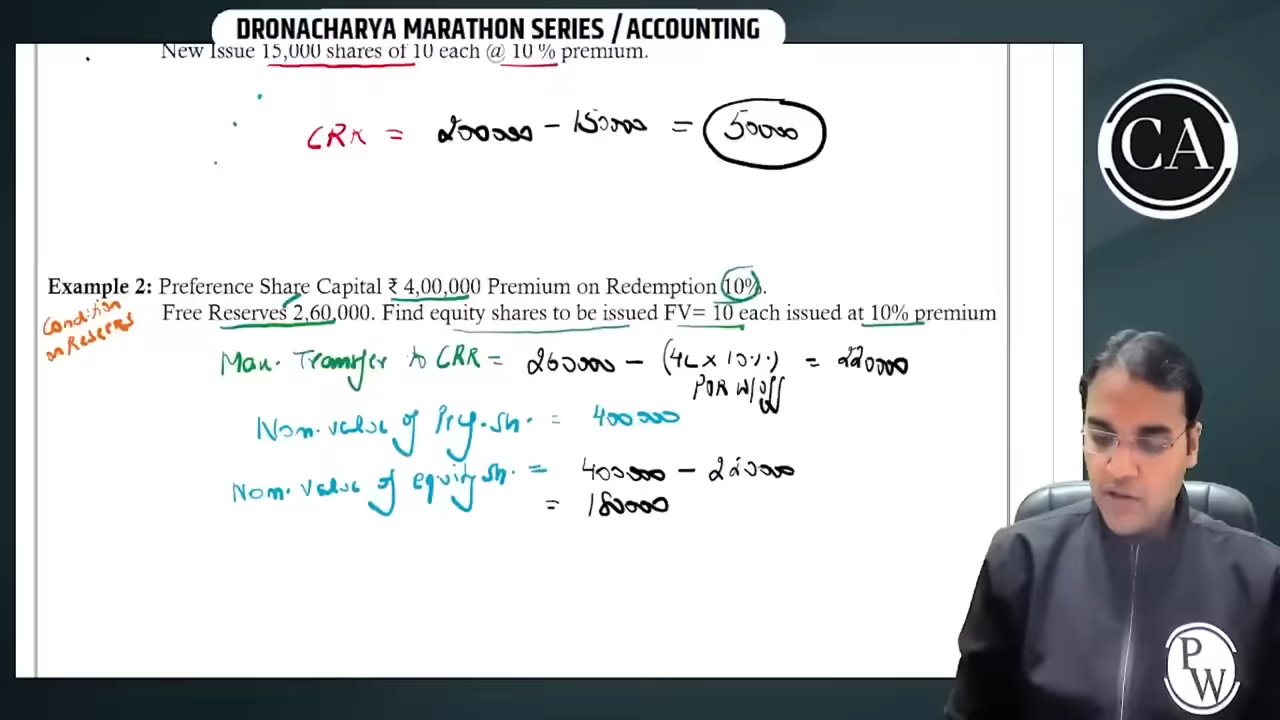 DRONACHARYA MARATHON SERIES / ACCOUNTING
New Issue 15,000 shares of 10 each @ 10 % premium.
CRR = 200000 - 150000 = 50000
CA
Example 2: Preference Share Capital ₹ 4,00,000 Premium on Redemption 10%.
Free Reserves 2,60,000. Find equity shares to be issued FV= 10 each issued at 10% premium
Condition
on Reserves
Max. Transfer to CRR = 260000 - (4L x 10%) = 220000
POR W/off
Nom. value of Pref. sh. = 400000
Nom. value of equity sh. = 400000 - 220000
= 180000
PW